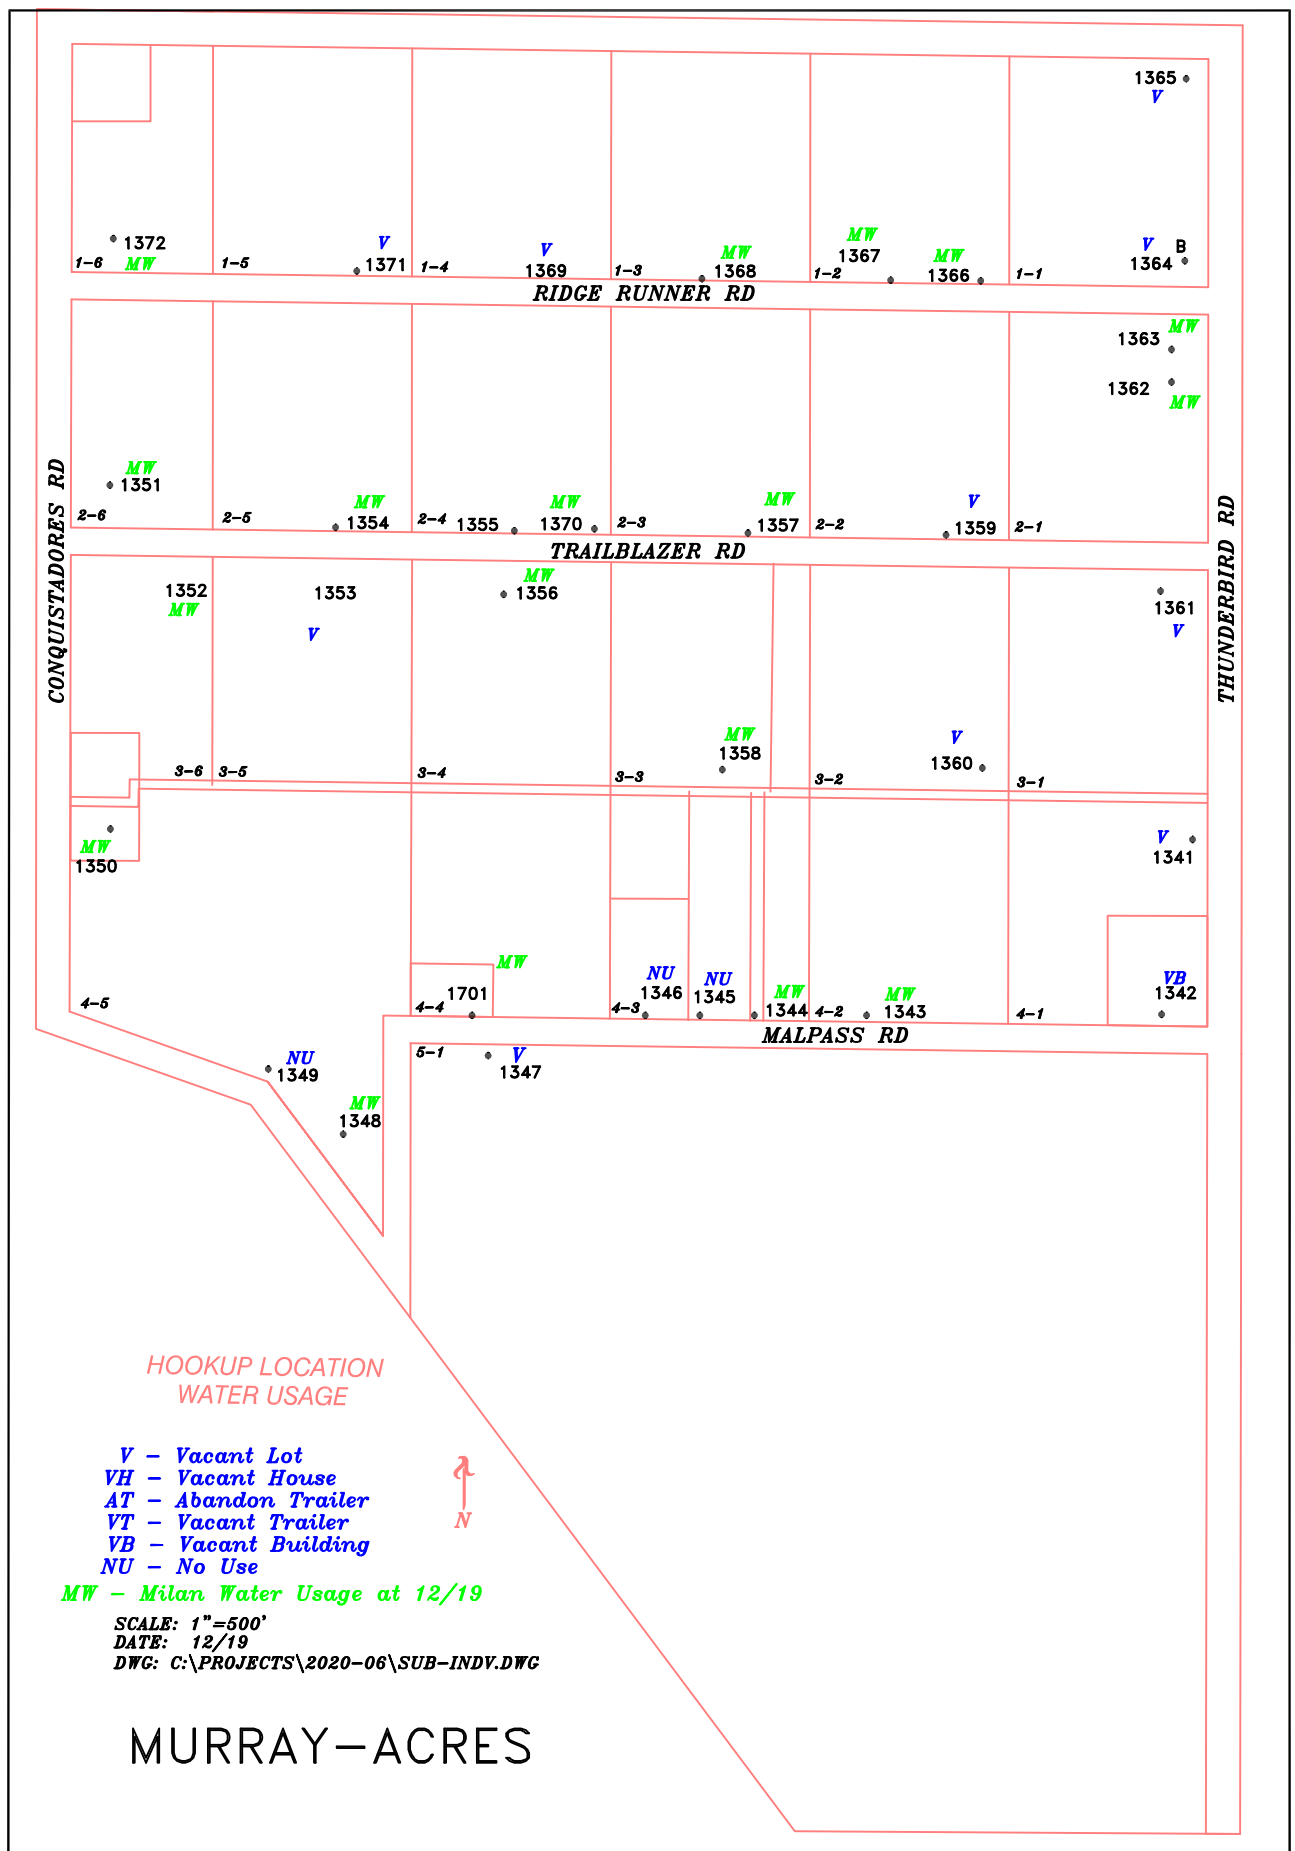 1365
V
1372
MW
1-6
1-5
V
1371
1-4
V
1369
1-3
MW
1368
MW
1367
1-2
MW
1366
1-1
V B
1364
RIDGE RUNNER RD
MW
1363
1362
MW
CONQUISTADORES RD
THUNDERBIRD RD
MW
1351
2-6
2-5
MW
1354
2-4
1355
MW
1370
2-3
MW
1357
2-2
V
1359
2-1
TRAILBLAZER RD
1352
MW
1353
V
MW
1356
1361
V
3-6
3-5
3-4
3-3
MW
1358
3-2
V
1360
3-1
MW
1350
V
1341
4-5
MW
1701
4-4
NU
1346
4-3
NU
1345
MW
1344
4-2
MW
1343
4-1
VB
1342
MALPASS RD
5-1
V
1347
NU
1349
MW
1348
HOOKUP LOCATION
WATER USAGE
V - Vacant Lot
VH - Vacant House
AT - Abandon Trailer
VT - Vacant Trailer
VB - Vacant Building
NU - No Use
MW - Milan Water Usage at 12/19
N
SCALE: 1"=500'
DATE: 12/19
DWG: C:\PROJECTS\2020-06\SUB-INDV.DWG
MURRAY-ACRES